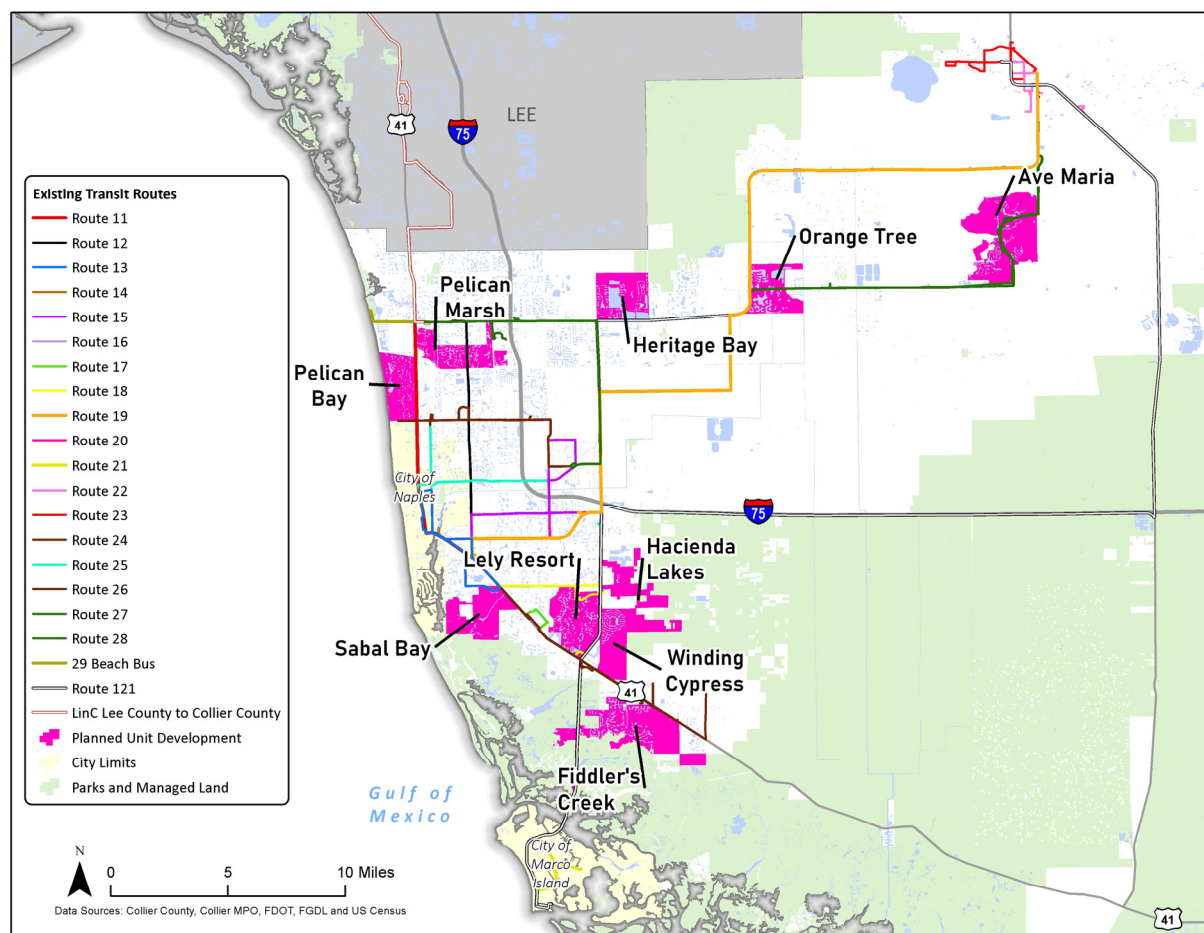 LEE
41
75
Ave Maria
Orange Tree
Pelican
Marsh
Heritage Bay
Pelican
Bay
City of
Naples
75
Lely Resort
Hacienda
Lakes
Sabal Bay
Winding
Cypress
41
Fiddler's
Creek
Gulf of
Mexico
City of
Marco
Island
41
Existing Transit Routes
Route 11
Route 12
Route 13
Route 14
Route 15
Route 16
Route 17
Route 18
Route 19
Route 20
Route 21
Route 22
Route 23
Route 24
Route 25
Route 26
Route 27
Route 28
29 Beach Bus
Route 121
LinC Lee County to Collier County
Planned Unit Development
City Limits
Parks and Managed Land
N
0 5 10 Miles
Data Sources: Collier County, Collier MPO, FDOT, FGDL and US Census